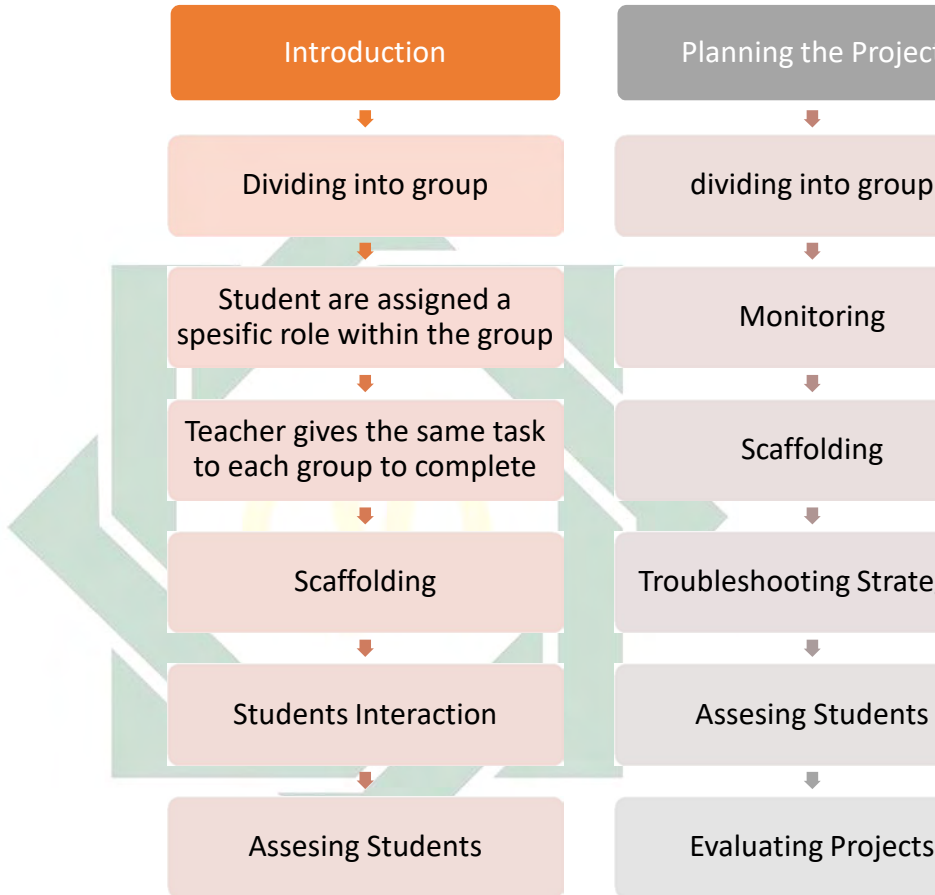 Introduction
Dividing into group
Student are assigned a
spesific role within the group
Teacher gives the same task
to each group to complete
Scaffolding
Students Interaction
Assesing Students
Planning the Project
dividing into group
Monitoring
Scaffolding
Troubleshooting Strate
Assesing Students
Evaluating Projects